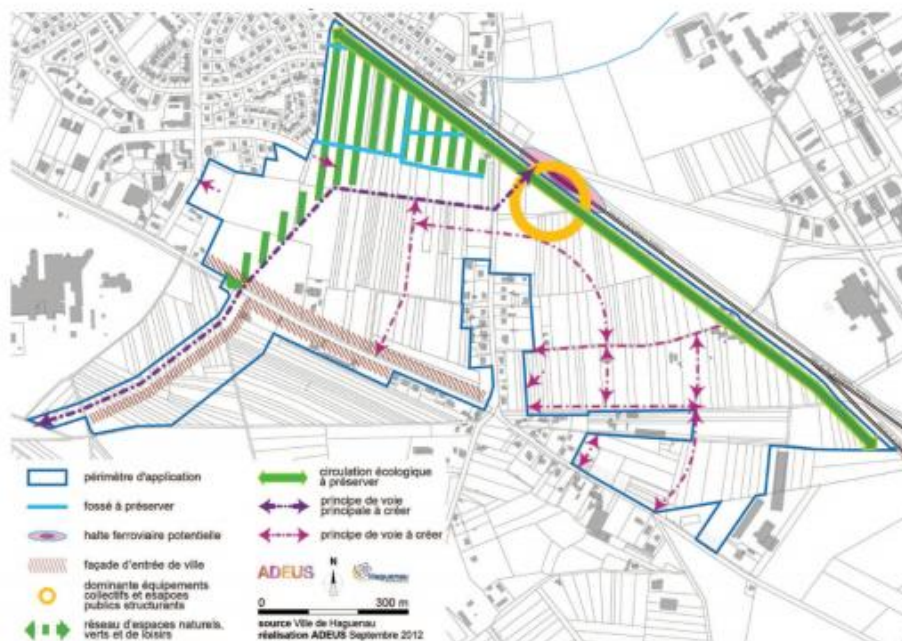 périmètre d'application
fossé à préserver
halte ferroviaire potentielle
façade d'entrée de ville
dominante équipements
collectifs et esapces
publics structurants
réseau d'espaces naturels,
verts et de loisirs
circulation écologique
à préserver
principe de voie
principale à créer
principe de voie à créer
ADEUS
N
Haguenau
0 300 m
source Ville de Haguenau
réalisation ADEUS Septembre 2012